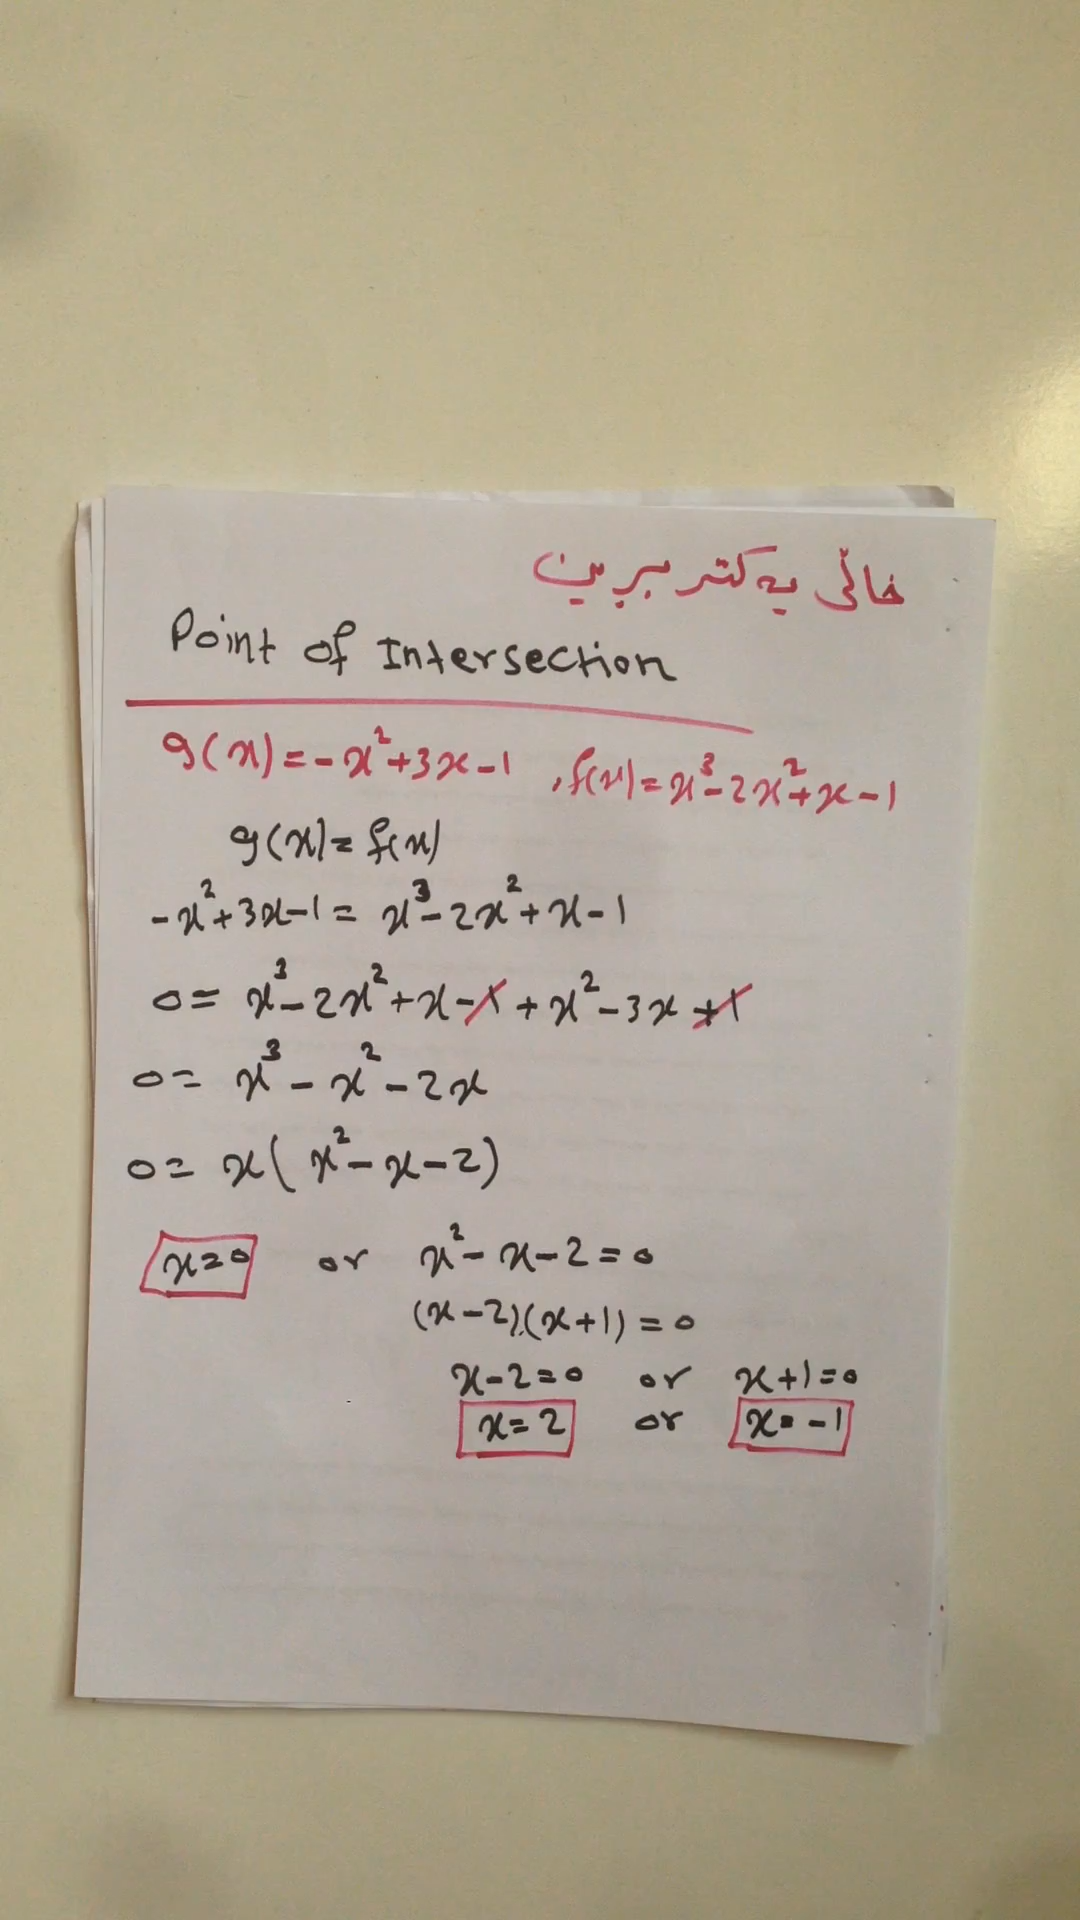 خاڵی یەکتر بڕین
Point of Intersection
g(x)=-x²+3x-1 , f(x)=x³-2x²+x-1
g(x)=f(x)
-x²+3x-1=x³-2x²+x-1
0=x³-2x²+x-1+x²-3x+1
0=x³-x²-2x
0=x(x²-x-2)
x=0 or x²-x-2=0
(x-2).(x+1)=0
x-2=0 or x+1=0
x=2 or x=-1